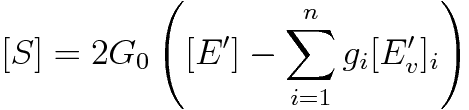 [S] = 2G_0 \left( [E'] - \sum_{i=1}^{n} g_i [E'_v]_i \right)